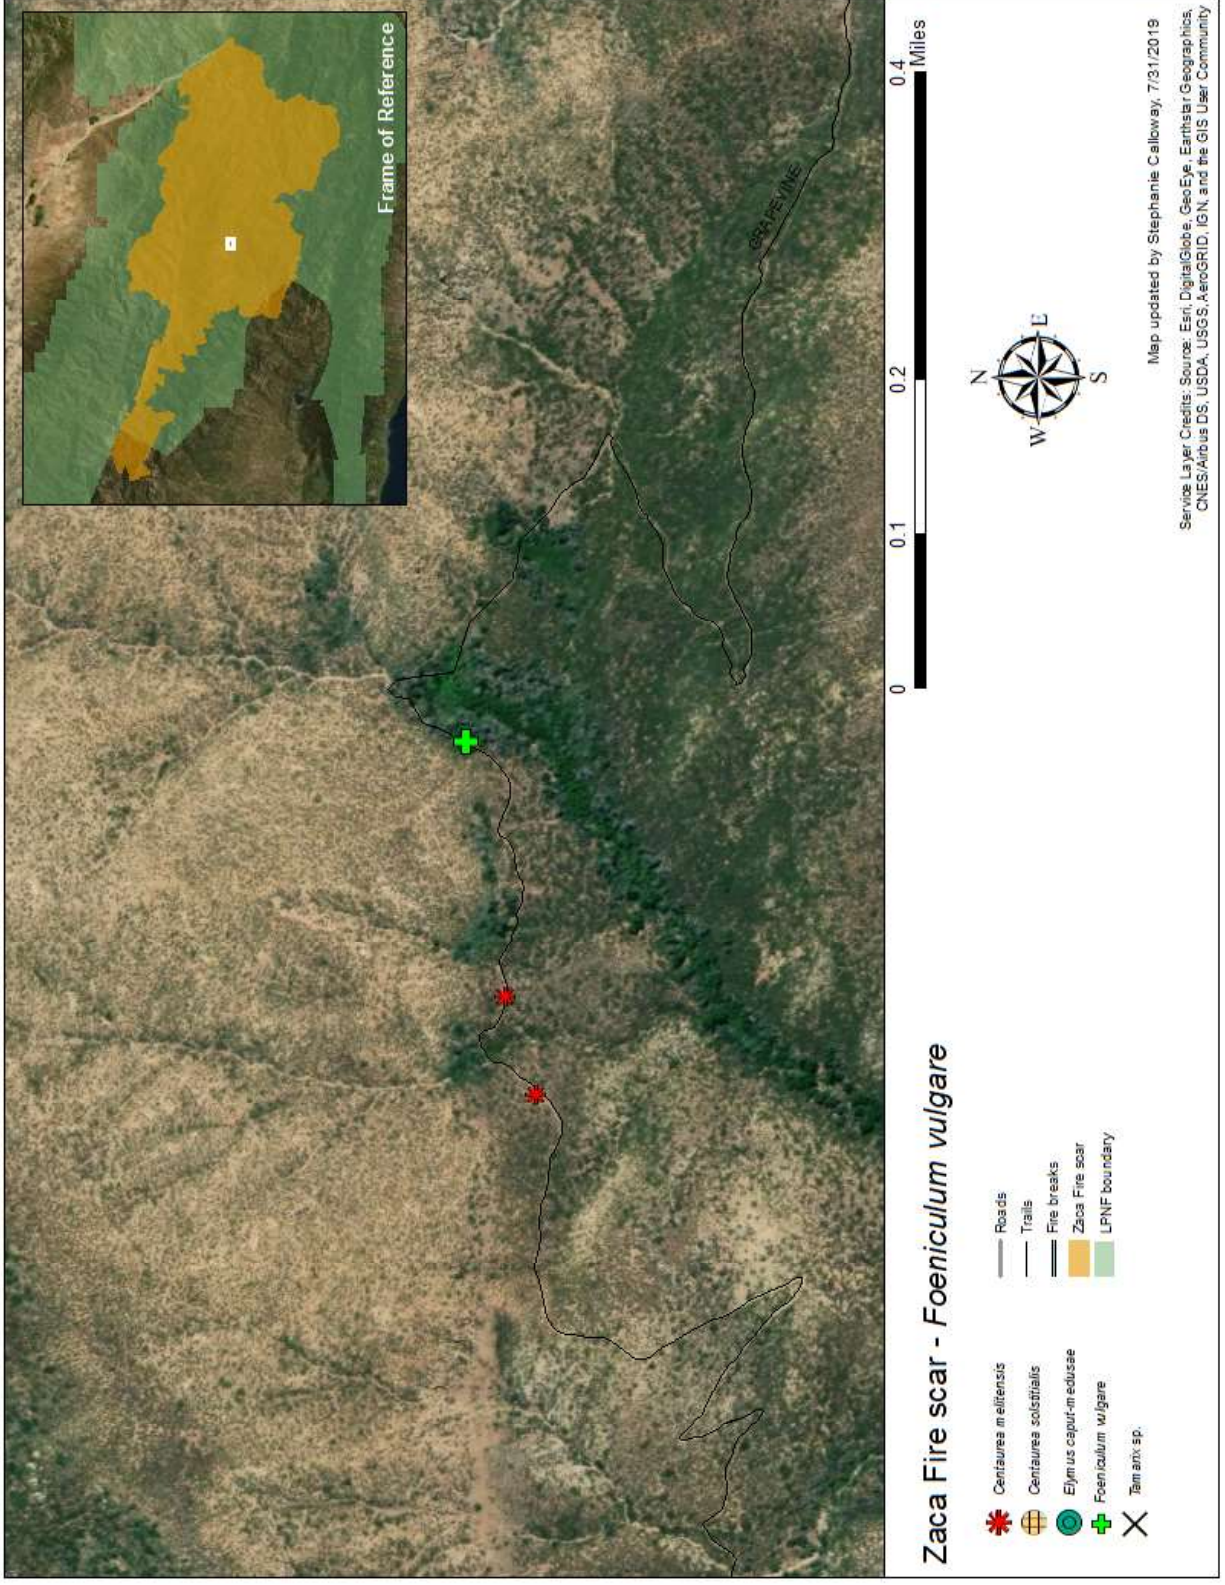 Frame of Reference
GRAPEVINE
Zaca Fire scar - Foeniculum vulgare
Centaurea melitensis
Centaurea solstitialis
Elymus caput-medusae
Foeniculum vulgare
Tamarix sp.
Roads
Trails
Fire breaks
Zaca Fire scar
LPNF boundary
0 0.1 0.2 0.4
Miles
N
W E
S
Map updated by Stephanie Calloway, 7/31/2019
Service Layer Credits: Source: Esri, DigitalGlobe, GeoEye, Earthstar Geographics,
CNES/Airbus DS, USDA, USGS, AeroGRID, IGN, and the GIS User Community